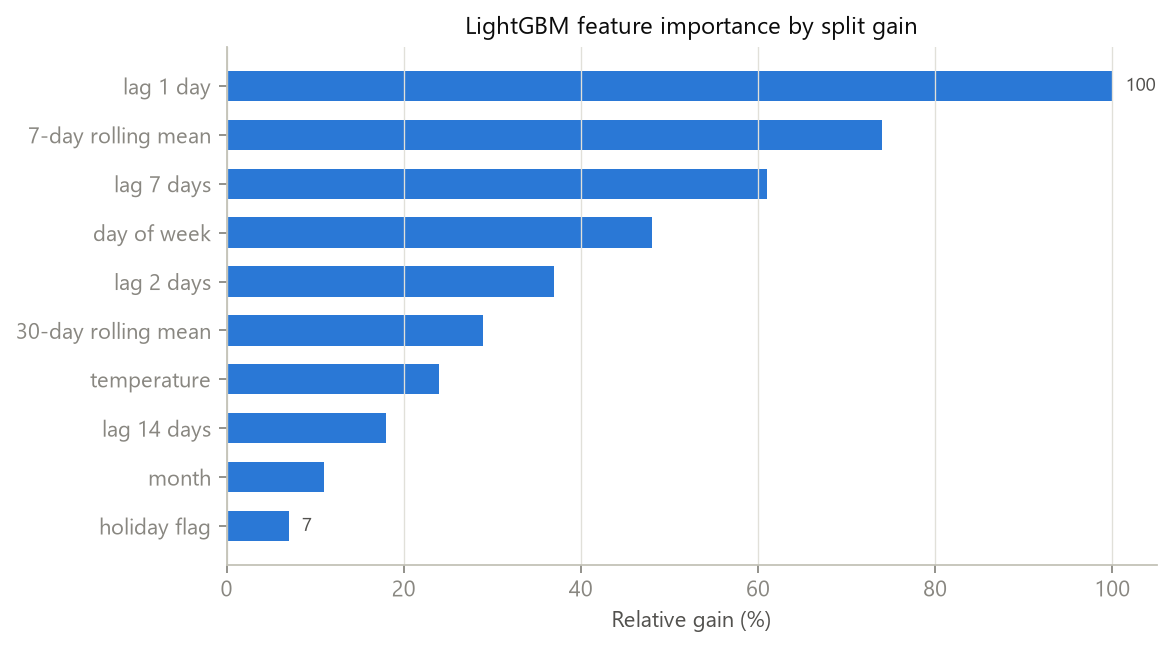 LightGBM feature importance by split gain
lag 1 day
100
7-day rolling mean
lag 7 days
day of week
lag 2 days
30-day rolling mean
temperature
lag 14 days
month
holiday flag
7
0 20 40 60 80 100
Relative gain (%)